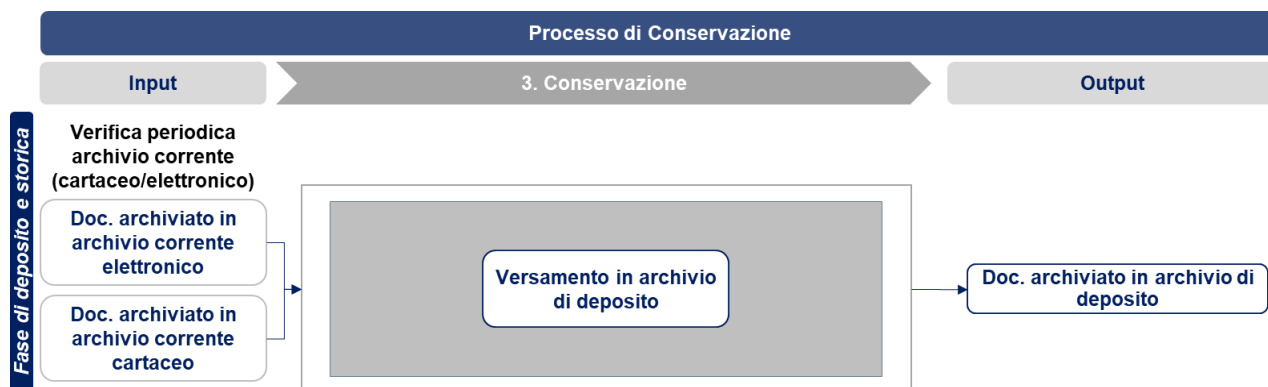 Processo di Conservazione
Input
3. Conservazione
Output
Fase di deposito e storica
Verifica periodica
archivio corrente
(cartaceo/elettronico)
Doc. archiviato in
archivio corrente
elettronico
Doc. archiviato in
archivio corrente
cartaceo
Versamento in archivio
di deposito
Doc. archiviato in archivio di
deposito